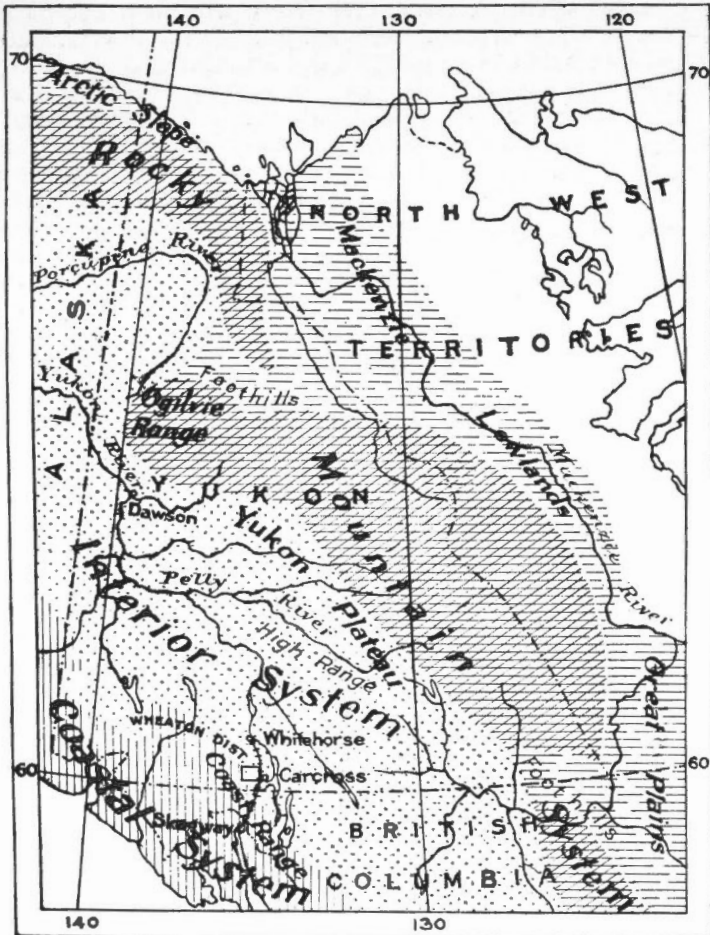 140 130 120
70 70
Arctic Slope
Rocky Mountain System
NORTH WEST TERRITORIES
Mackenzie Lowlands
Porcupine River
ALASKA
Yukon River
Foothills
Ogilvie Range
Mackenzie River
YUKON
Dawson
Yukon Plateau
Interior System
Pelly River
High Range
Great Plains
Coastal System
WHEATON DIST.
Whitehorse
60 60
Carcross
Coast Range
Skagway
Foothills
BRITISH COLUMBIA
140 130